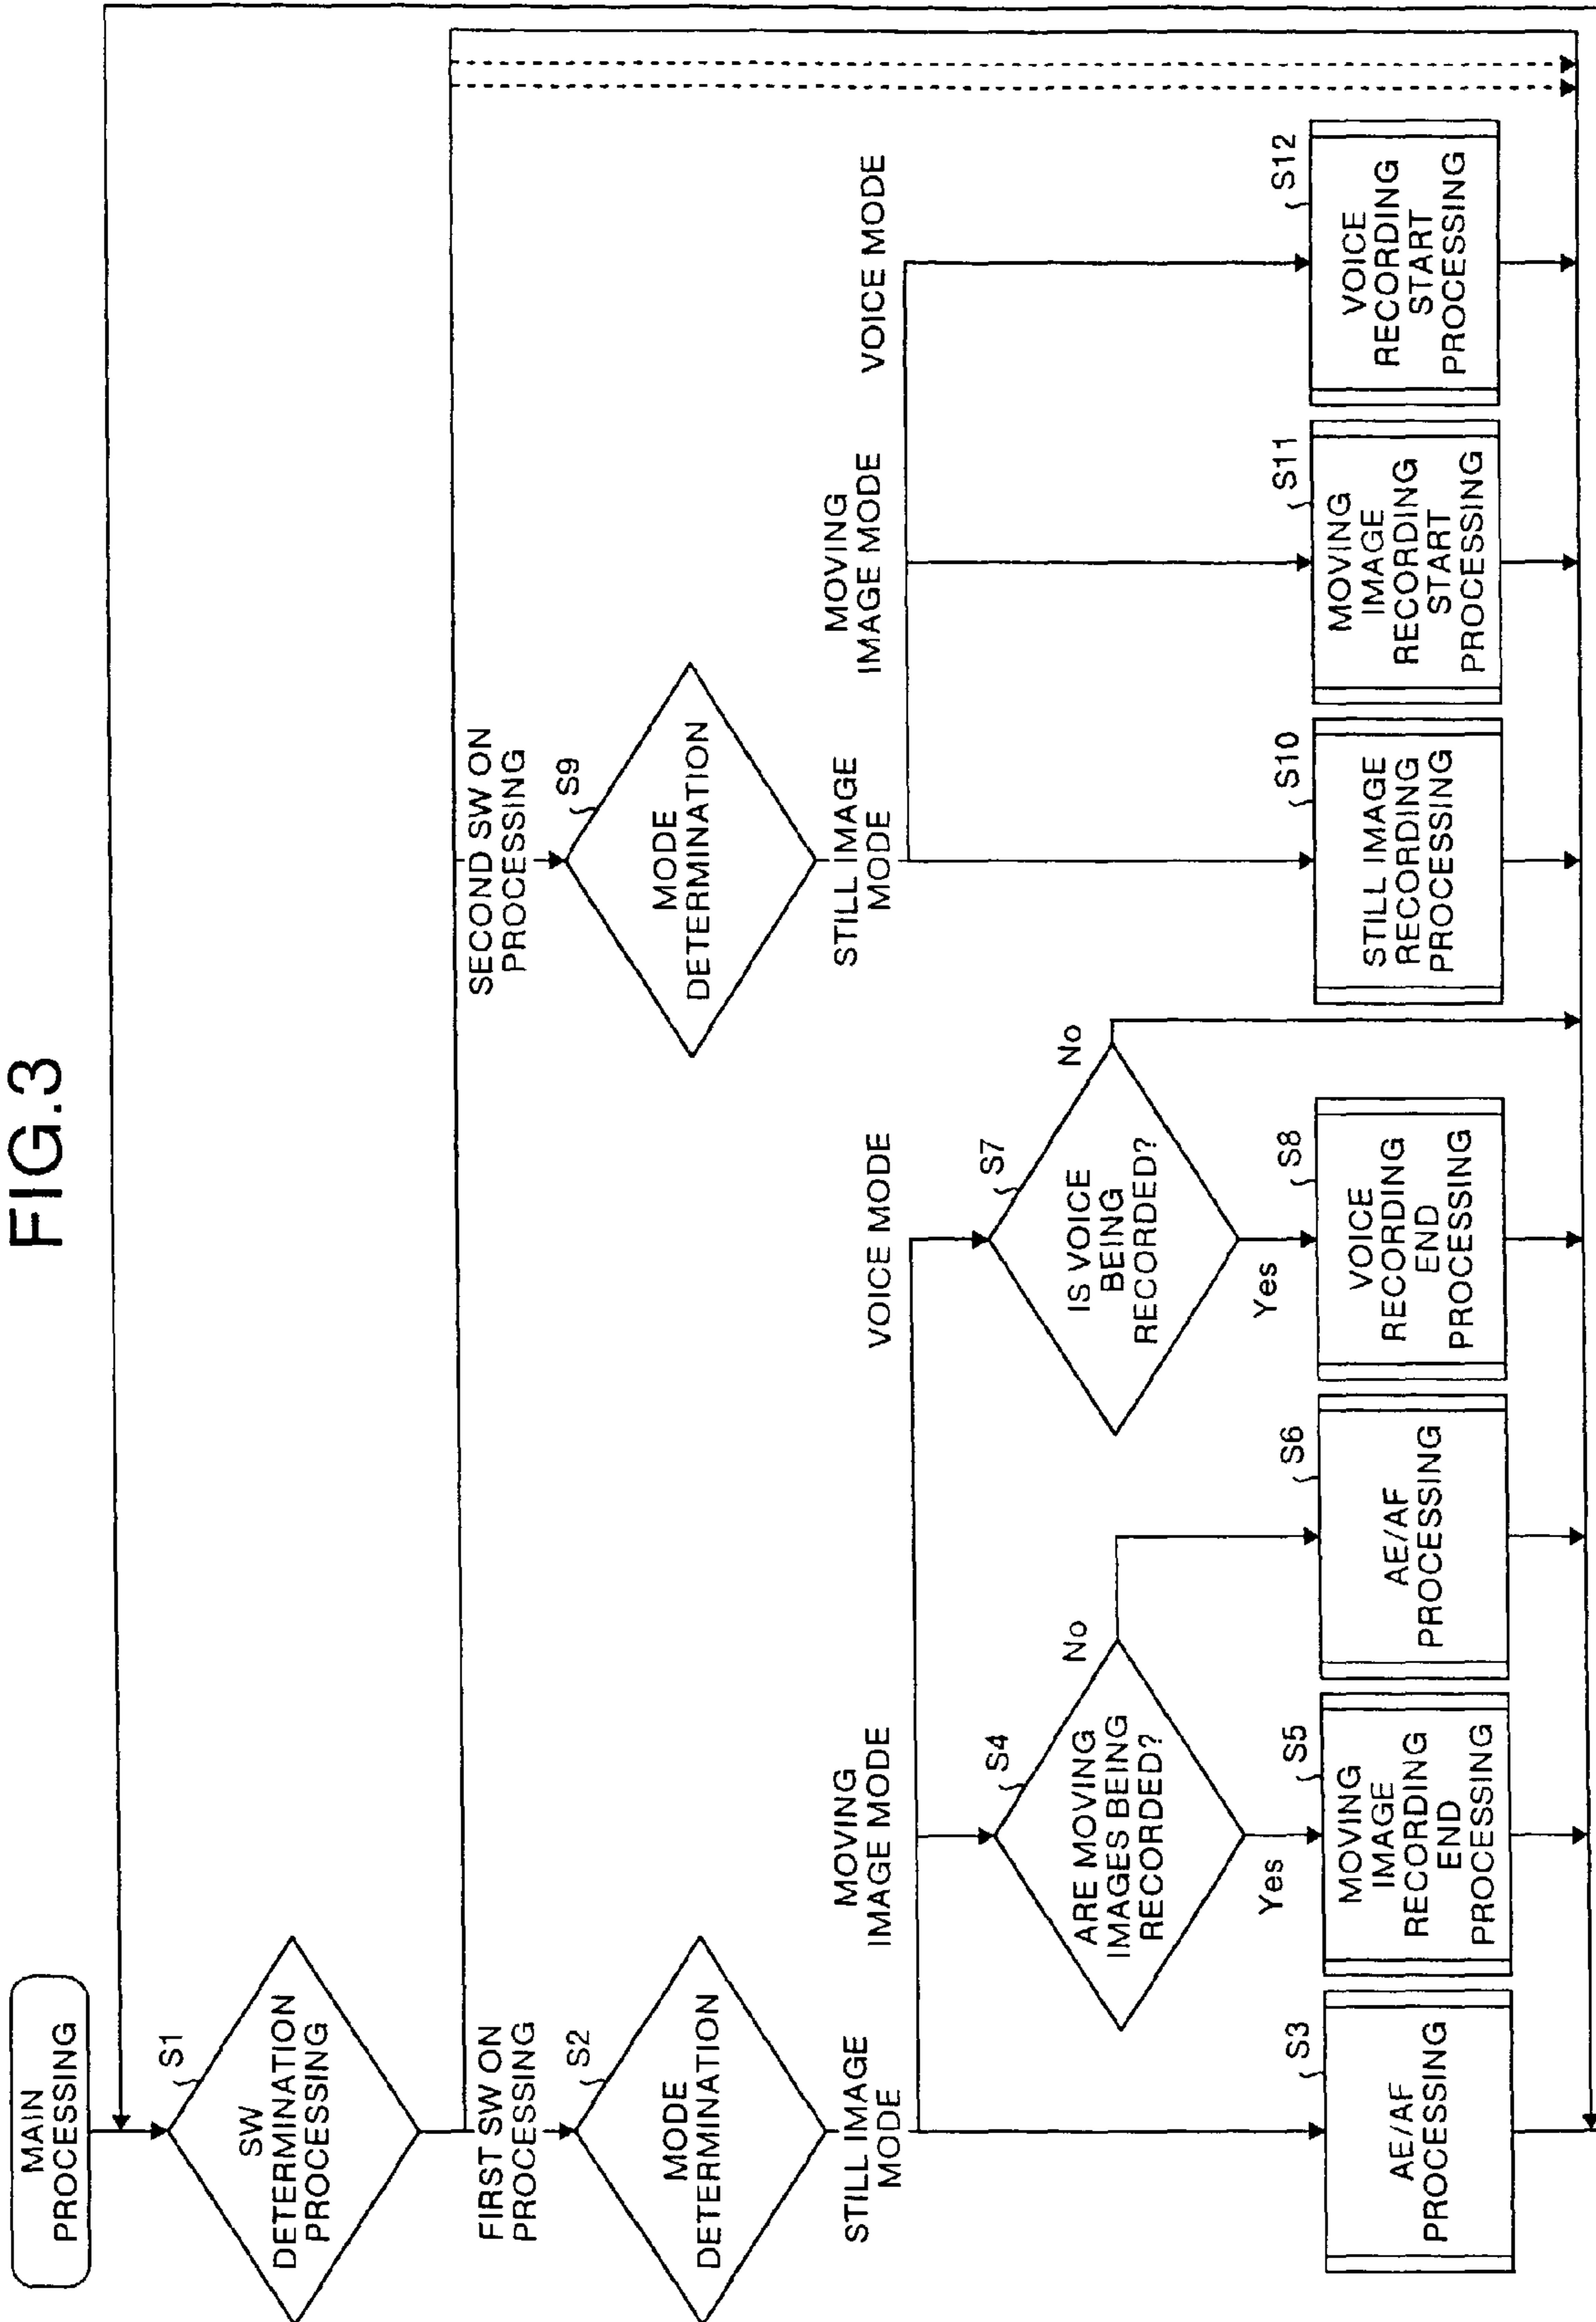 FIG.3
MAIN
PROCESSING
S1
SW
DETERMINATION
PROCESSING
FIRST SW ON
PROCESSING
S2
MODE
DETERMINATION
STILL IMAGE
MODE
MOVING
IMAGE MODE
VOICE MODE
S3
AE/AF
PROCESSING
S4
ARE MOVING
IMAGES BEING
RECORDED?
No
Yes
S5
MOVING
IMAGE
RECORDING
END
PROCESSING
S6
AE/AF
PROCESSING
S7
IS VOICE
BEING
RECORDED?
No
Yes
S8
VOICE
RECORDING
END
PROCESSING
SECOND SW ON
PROCESSING
S9
MODE
DETERMINATION
STILL IMAGE
MODE
MOVING
IMAGE MODE
VOICE MODE
S10
STILL IMAGE
RECORDING
PROCESSING
S11
MOVING
IMAGE
RECORDING
START
PROCESSING
S12
VOICE
RECORDING
START
PROCESSING